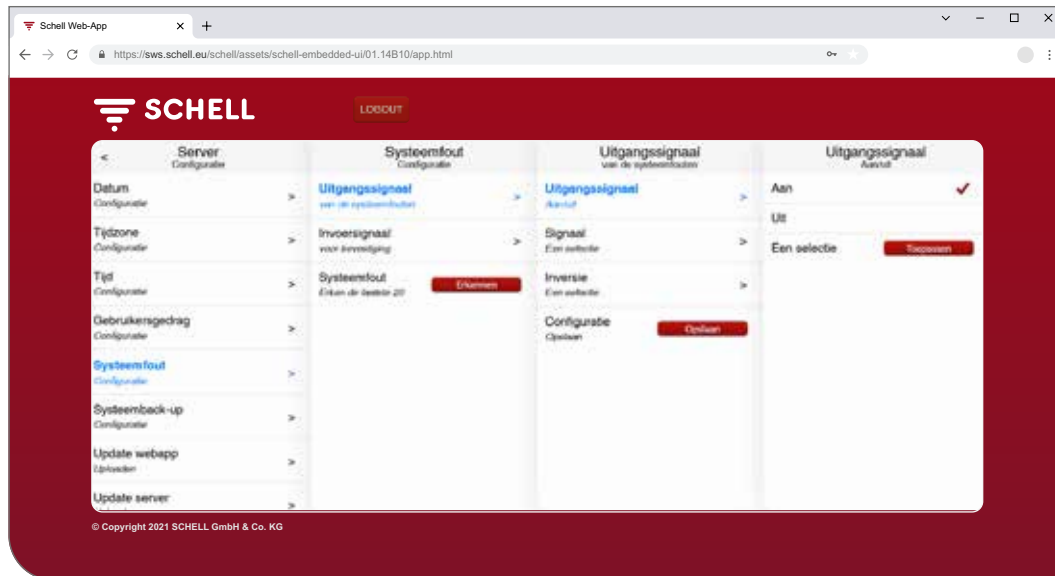 Schell Web-App
https://sws.schell.eu/schell/assets/schell-embedded-ui/01.14B10/app.html
SCHELL
LOGOUT
< Server
Configuratie
Datum >
Configuratie
Tijdzone >
Configuratie
Tijd >
Configuratie
Gebruikersgedrag >
Configuratie
Systeemfout >
Configuratie
Systeemback-up >
Configuratie
Update webapp >
Uploaden
Update server >
Systeemfout
Configuratie
Uitgangssignaal >
van de systeemfouten
Invoersignaal >
voor bevestiging
Systeemfout Erkennen
Erken de laatste 20
Uitgangssignaal
van de systeemfouten
Uitgangssignaal >
Aan/uit
Signaal >
Een selectie
Inversie >
Een selectie
Configuratie Opslaan
Opslaan
Uitgangssignaal
Aan/uit
Aan
Uit
Een selectie Toepassen
© Copyright 2021 SCHELL GmbH & Co. KG